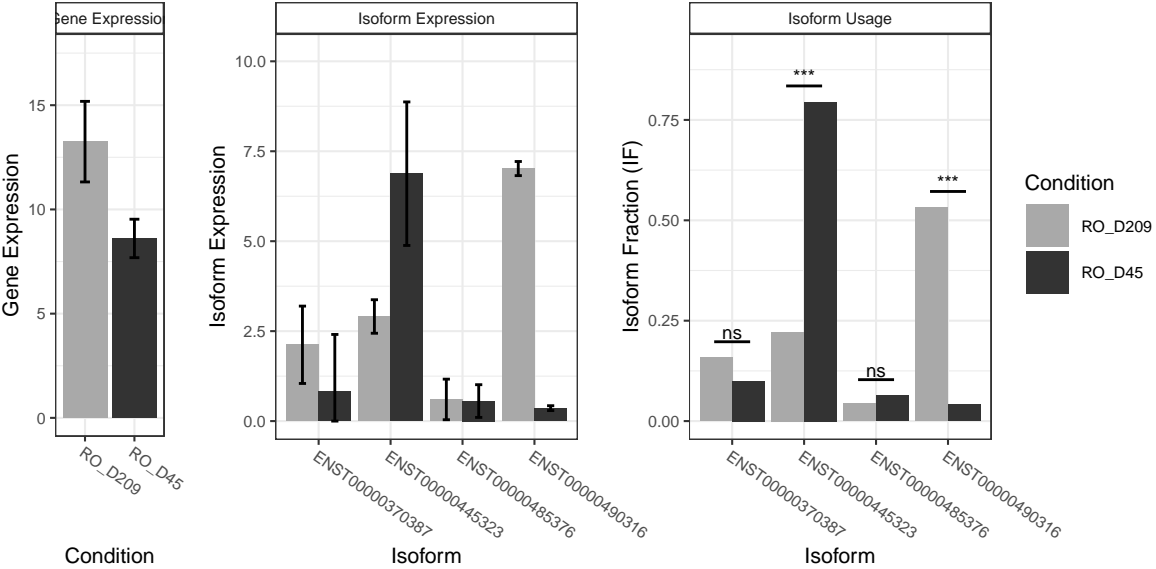 Gene Expression
Isoform Expression
Isoform Usage
Gene Expression
15
10
5
0
RO_D209
RO_D45
Condition
Isoform Expression
10.0
7.5
5.0
2.5
0.0
ENST00000370387
ENST00000445323
ENST00000485376
ENST00000490316
Isoform
Isoform Fraction (IF)
0.75
0.50
0.25
0.00
ns
***
ns
***
ENST00000370387
ENST00000445323
ENST00000485376
ENST00000490316
Isoform
Condition
RO_D209
RO_D45